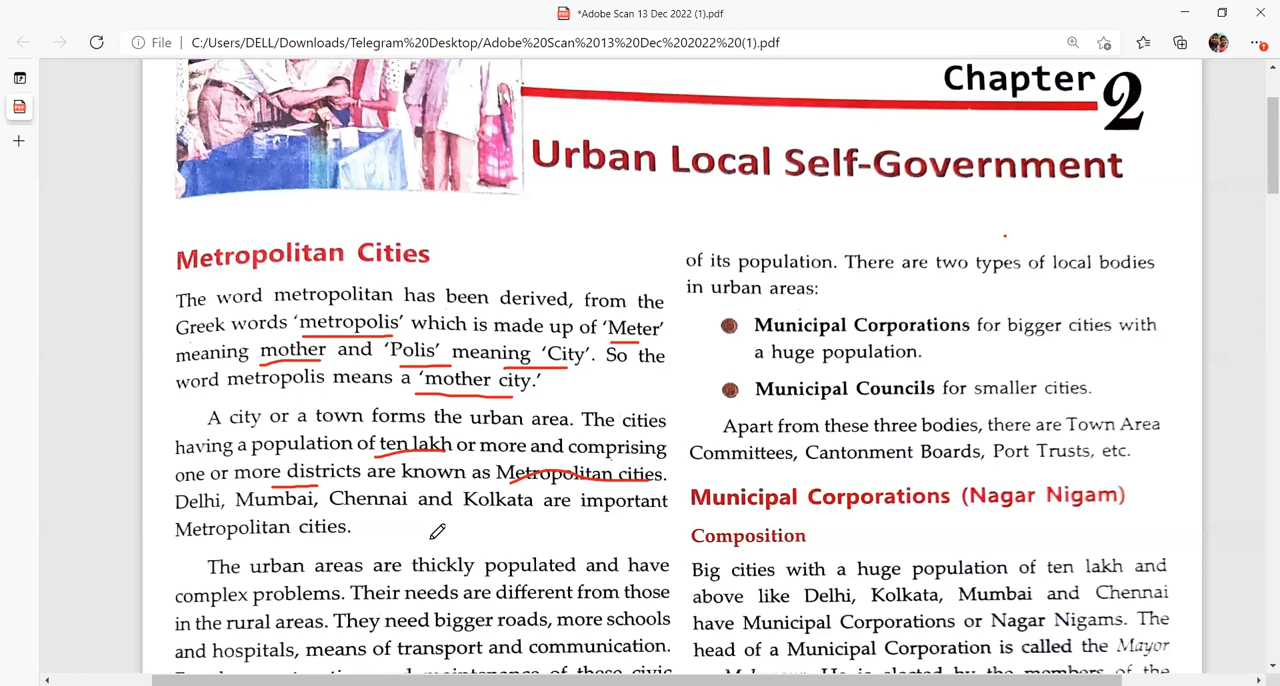 *Adobe Scan 13 Dec 2022 (1).pdf
File
C:/Users/DELL/Downloads/Telegram%20Desktop/Adobe%20Scan%2013%20Dec%202022%20(1).pdf
Chapter 2
Urban Local Self-Government
Metropolitan Cities
The word metropolitan has been derived, from the
Greek words ‘metropolis’ which is made up of ‘Meter’
meaning mother and ‘Polis’ meaning ‘City’. So the
word metropolis means a ‘mother city.’
A city or a town forms the urban area. The cities
having a population of ten lakh or more and comprising
one or more districts are known as Metropolitan cities.
Delhi, Mumbai, Chennai and Kolkata are important
Metropolitan cities.
The urban areas are thickly populated and have
complex problems. Their needs are different from those
in the rural areas. They need bigger roads, more schools
and hospitals, means of transport and communication.
of its population. There are two types of local bodies
in urban areas:
Municipal Corporations for bigger cities with
a huge population.
Municipal Councils for smaller cities.
Apart from these three bodies, there are Town Area
Committees, Cantonment Boards, Port Trusts, etc.
Municipal Corporations (Nagar Nigam)
Composition
Big cities with a huge population of ten lakh and
above like Delhi, Kolkata, Mumbai and Chennai
have Municipal Corporations or Nagar Nigams. The
head of a Municipal Corporation is called the Mayor
He is elected by the members of the